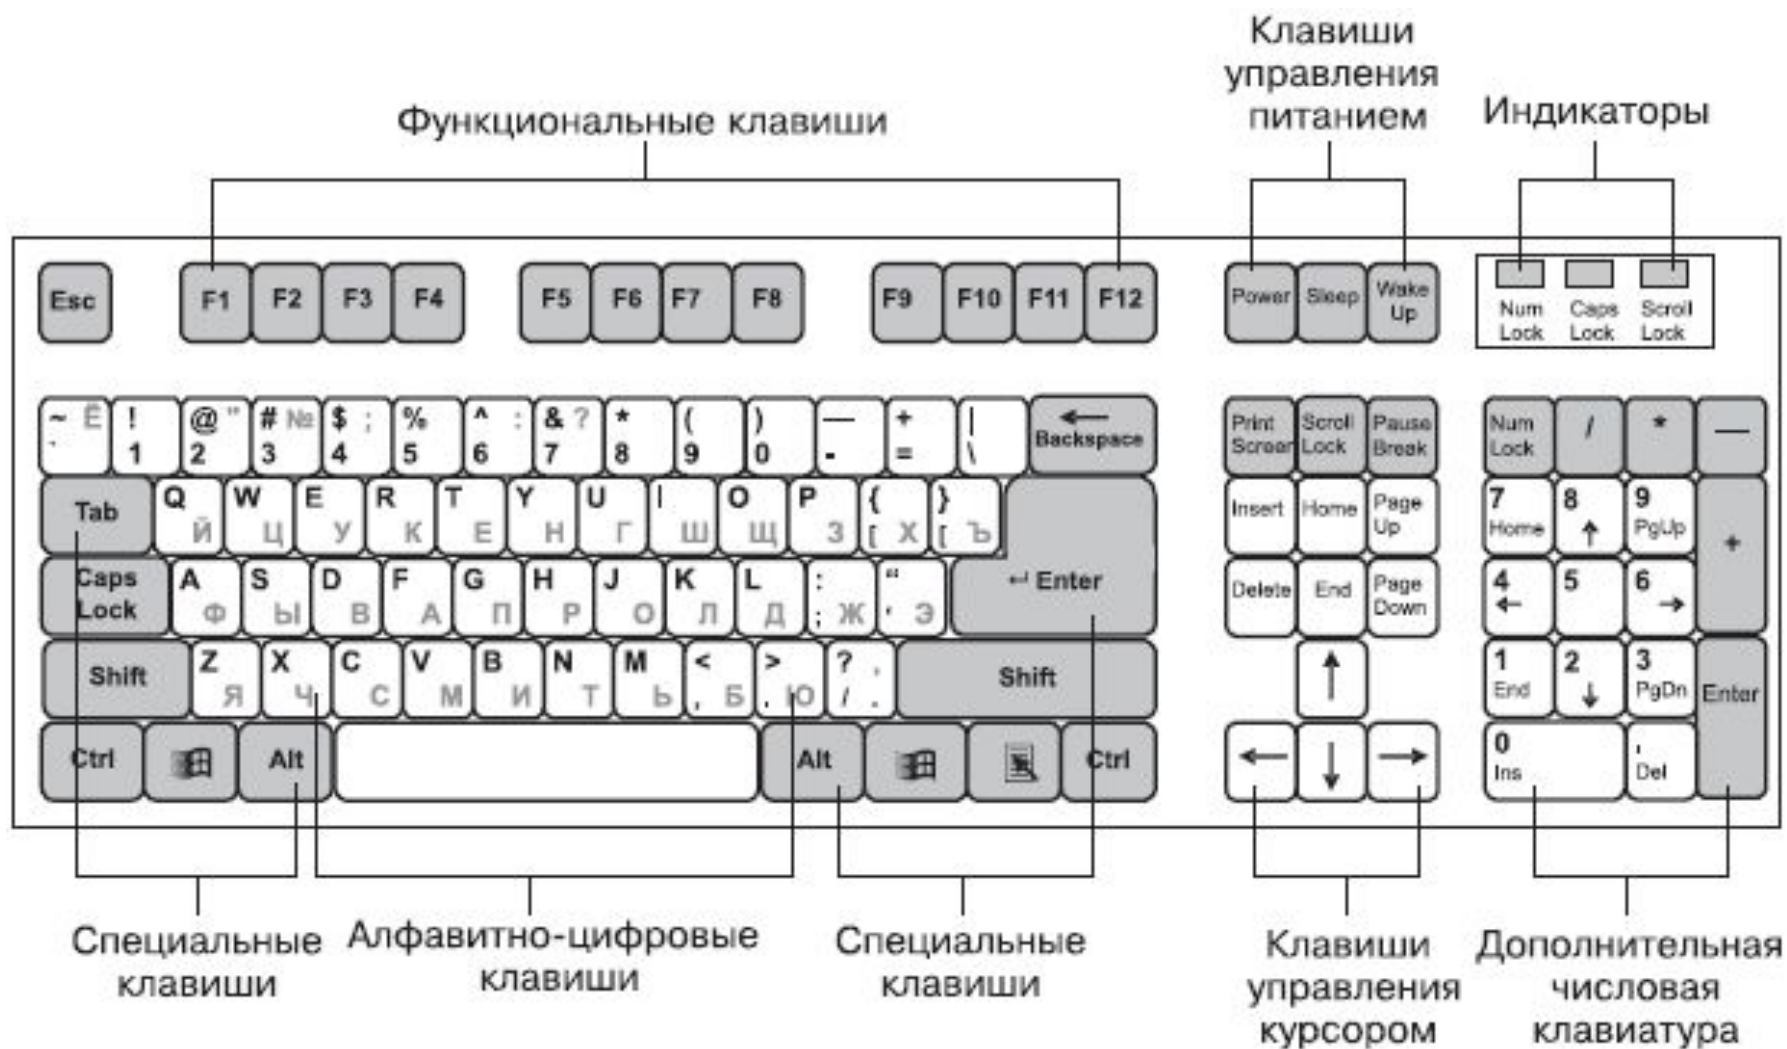 Клавиши
управления
питанием
Функциональные клавиши
Индикаторы
Esc F1 F2 F3 F4 F5 F6 F7 F8 F9 F10 F11 F12 Power Sleep Wake Up
Num Lock Caps Lock Scroll Lock
~ Ё ` ! 1 @ " 2 # № 3 $ ; 4 % 5 ^ : 6 & ? 7 * 8 ( 9 ) 0 — - + = | \ Backspace Print Screen Scroll Lock Pause Break Num Lock / * —
Tab Q Й W Ц E У R К T Е Y Н U Г I Ш O Щ P З { [ Х } [ Ъ Insert Home Page Up 7 Home 8 ↑ 9 PgUp +
Caps Lock A Ф S Ы D В F А G П H Р J О K Л L Д : ; Ж “ ' Э ↵ Enter Delete End Page Down 4 ← 5 6 →
Shift Z Я X Ч C С V М B И N Т M Ь < , Б > . Ю ? , / . Shift ↑ 1 End 2 ↓ 3 PgDn Enter
Ctrl Alt Alt Ctrl ← ↓ → 0 Ins , Del
Специальные
клавиши
Алфавитно-цифровые
клавиши
Специальные
клавиши
Клавиши
управления
курсором
Дополнительная
числовая
клавиатура